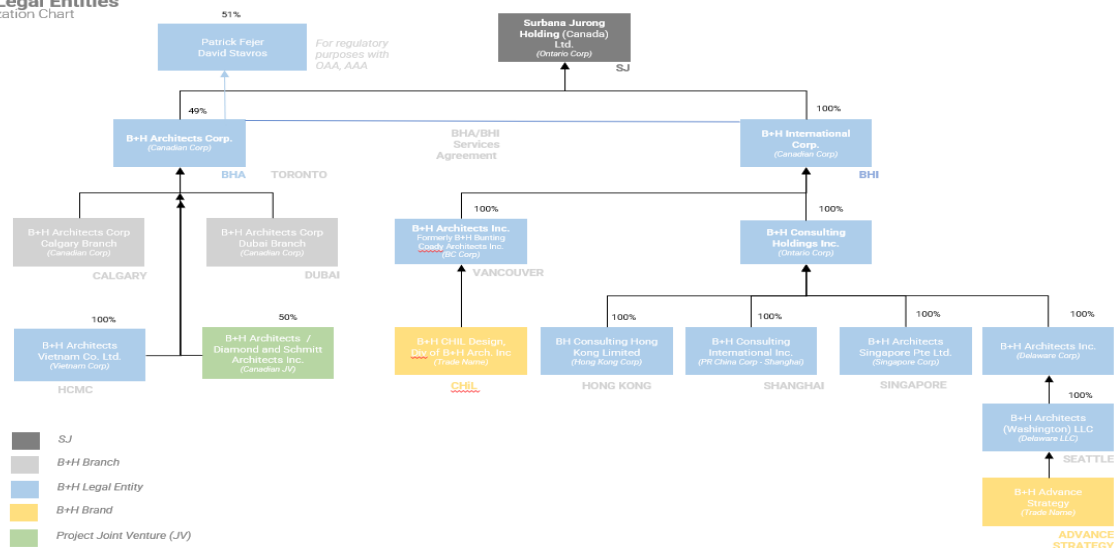 Legal Entities
zation Chart
51%
Patrick Fejer
David Stavros
For regulatory
purposes with
OAA, AAA
Surbana Jurong
Holding (Canada)
Ltd.
(Ontario Corp)
SJ
49%
B+H Architects Corp.
(Canadian Corp)
BHA
TORONTO
BHA/BHI
Services
Agreement
100%
B+H International
Corp.
(Canadian Corp)
BHI
B+H Architects Corp
Calgary Branch
(Canadian Corp)
CALGARY
B+H Architects Corp
Dubai Branch
(Canadian Corp)
DUBAI
100%
B+H Architects Inc.
Formerly B+H Bunting
Coady Architects Inc.
(BC Corp)
VANCOUVER
100%
B+H Consulting
Holdings Inc.
(Ontario Corp)
100%
B+H Architects
Vietnam Co. Ltd.
(Vietnam Corp)
HCMC
50%
B+H Architects /
Diamond and Schmitt
Architects Inc.
(Canadian JV)
B+H CHIL Design,
Div of B+H Arch. Inc
(Trade Name)
CHiL
100%
BH Consulting Hong
Kong Limited
(Hong Kong Corp)
HONG KONG
100%
B+H Consulting
International Inc.
(PR China Corp - Shanghai)
SHANGHAI
100%
B+H Architects
Singapore Pte Ltd.
(Singapore Corp)
SINGAPORE
100%
B+H Architects Inc.
(Delaware Corp)
100%
B+H Architects
(Washington) LLC
(Delaware LLC)
SEATTLE
B+H Advance
Strategy
(Trade Name)
ADVANCE
STRATEGY
SJ
B+H Branch
B+H Legal Entity
B+H Brand
Project Joint Venture (JV)